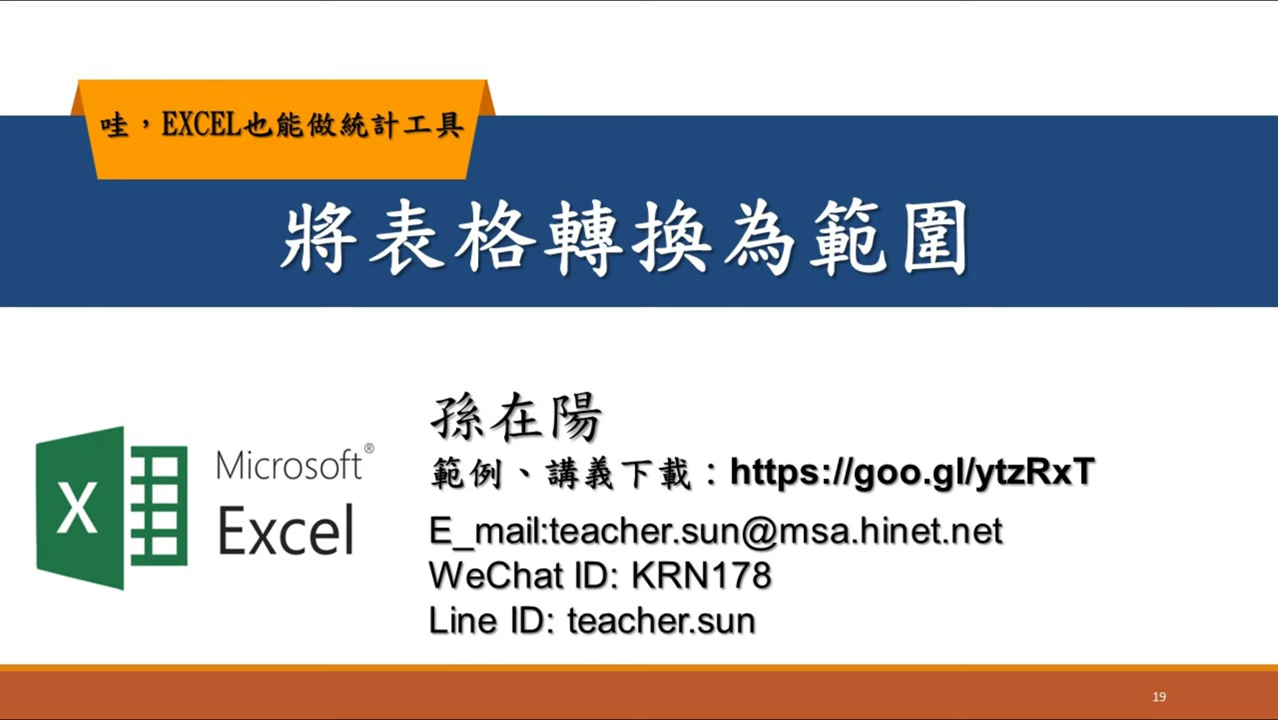 哇，EXCEL也能做統計工具
將表格轉換為範圍
孫在陽
範例、講義下載：https://goo.gl/ytzRxT
E_mail:teacher.sun@msa.hinet.net
WeChat ID: KRN178
Line ID: teacher.sun
X
Microsoft®
Excel
19